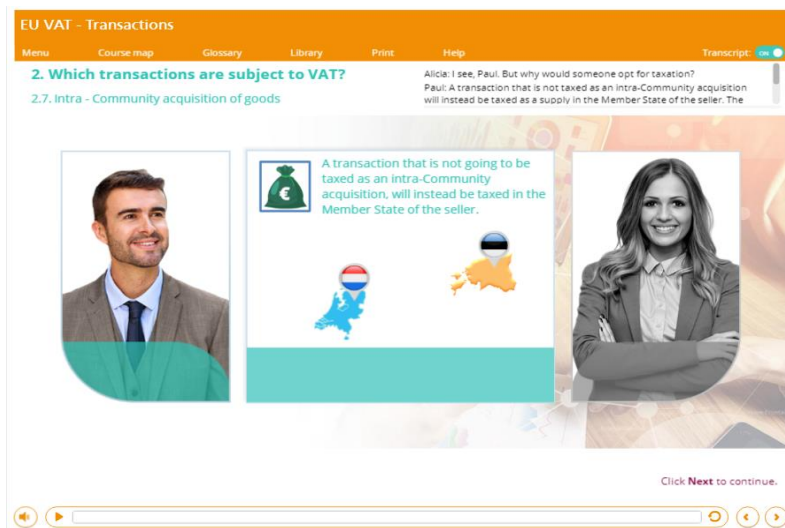 EU VAT - Transactions
Menu Course map Glossary Library Print Help Transcript: ON
2. Which transactions are subject to VAT?
2.7. Intra - Community acquisition of goods
Alicia: I see, Paul. But why would someone opt for taxation?
Paul: A transaction that is not taxed as an intra-Community acquisition
will instead be taxed as a supply in the Member State of the seller. The
A transaction that is not going to be
taxed as an intra-Community
acquisition, will instead be taxed in the
Member State of the seller.
€
Click Next to continue.